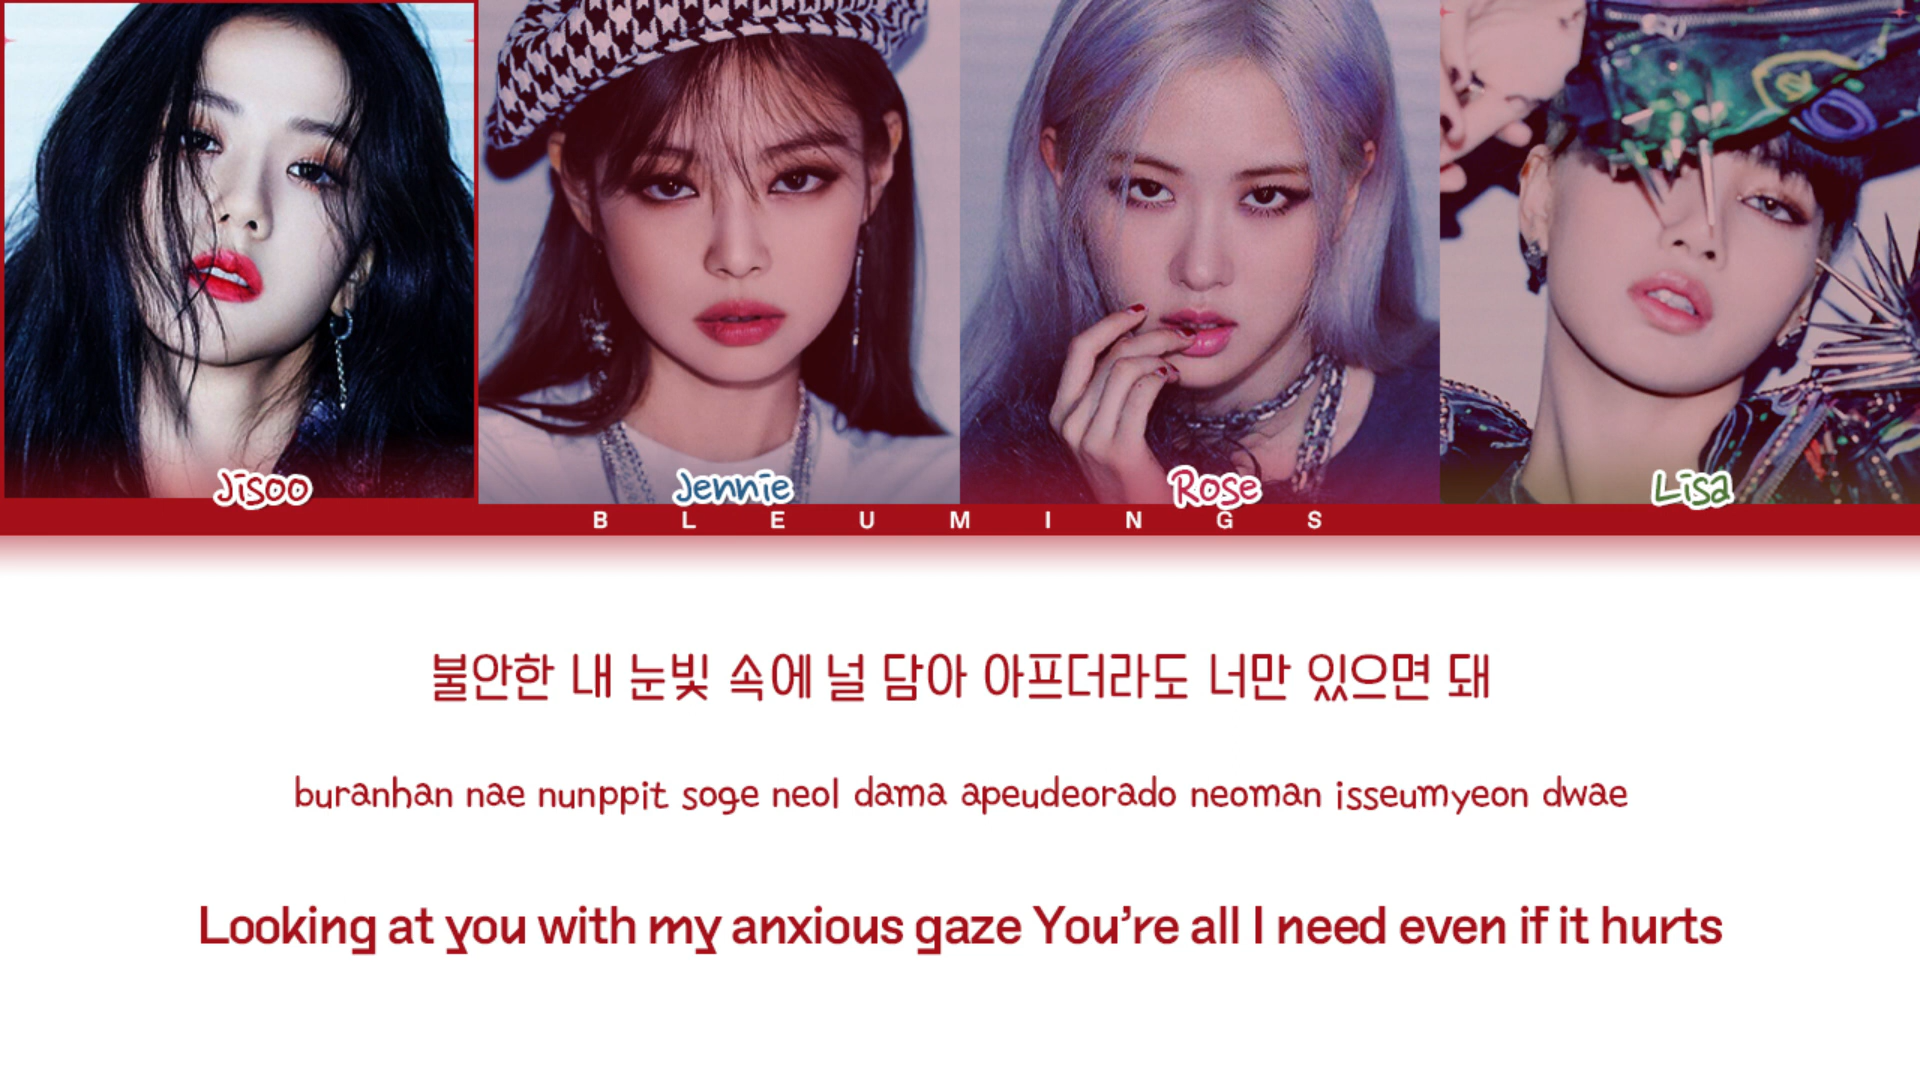 Jisoo
Jennie
Rose
Lisa
BLEUMINGS
불안한 내 눈빛 속에 널 담아 아프더라도 너만 있으면 돼
buranhan nae nunppit soge neol dama apeudeorado neoman isseumyeon dwae
Looking at you with my anxious gaze You’re all I need even if it hurts